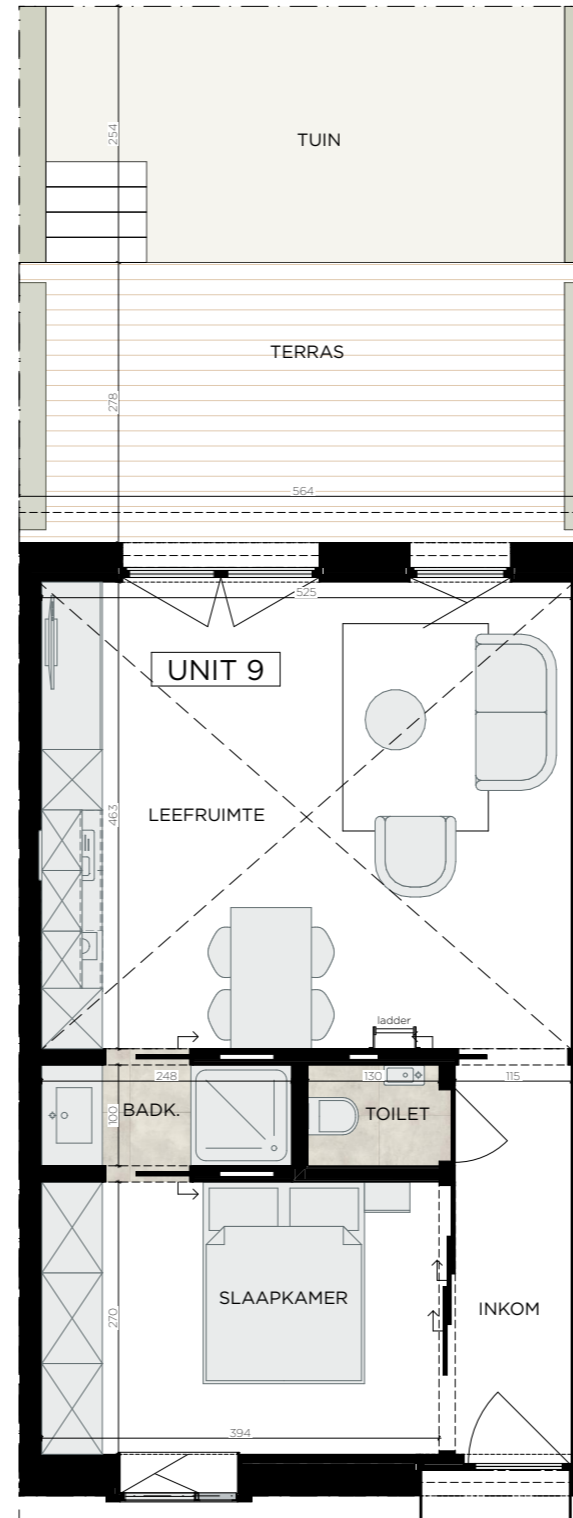 254
TUIN
TERRAS
278
564
525
UNIT 9
463
LEEFRUIMTE
ladder
248
130
115
100
BADK.
TOILET
270
SLAAPKAMER
INKOM
394